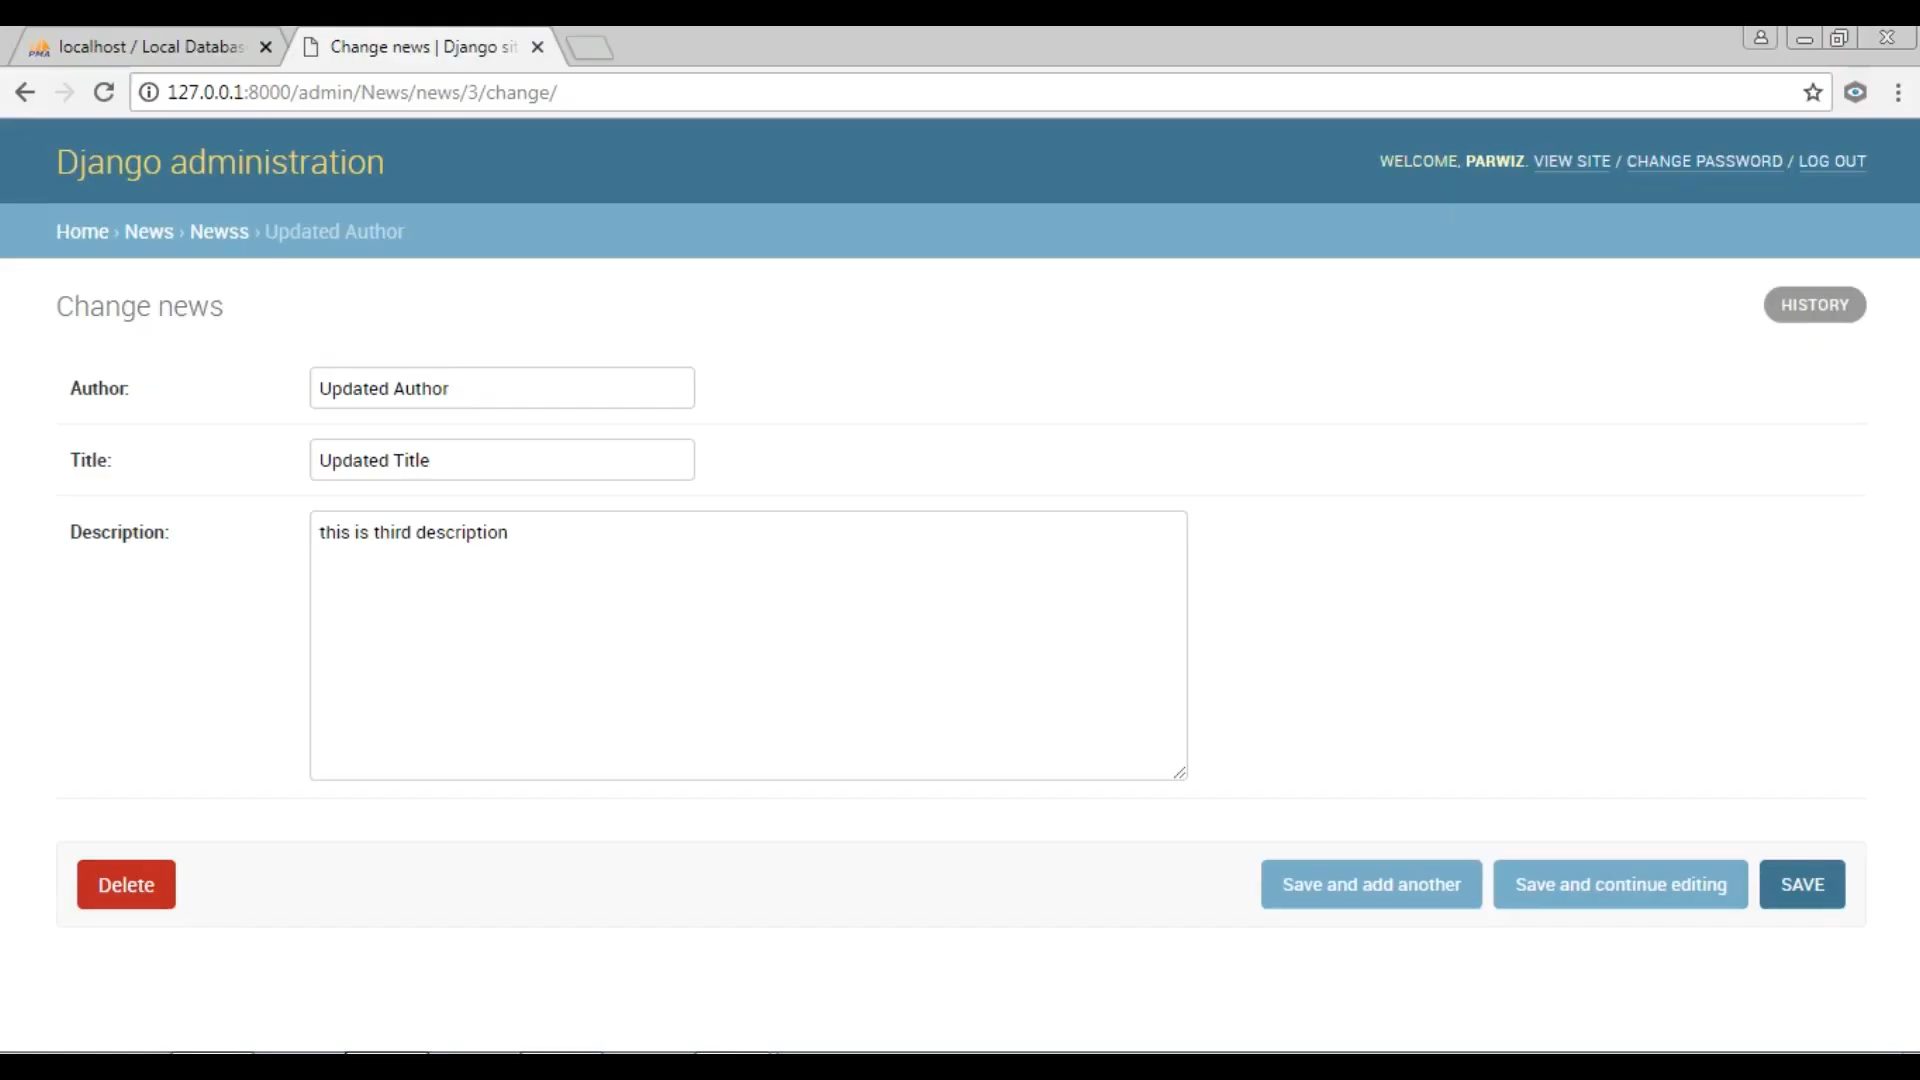 PMA localhost / Local Databas
Change news | Django sit
127.0.0.1:8000/admin/News/news/3/change/
Django administration
WELCOME, PARWIZ. VIEW SITE / CHANGE PASSWORD / LOG OUT
Home › News › Newss › Updated Author
Change news
HISTORY
Author: Updated Author
Title: Updated Title
Description: this is third description
Delete
Save and add another
Save and continue editing
SAVE